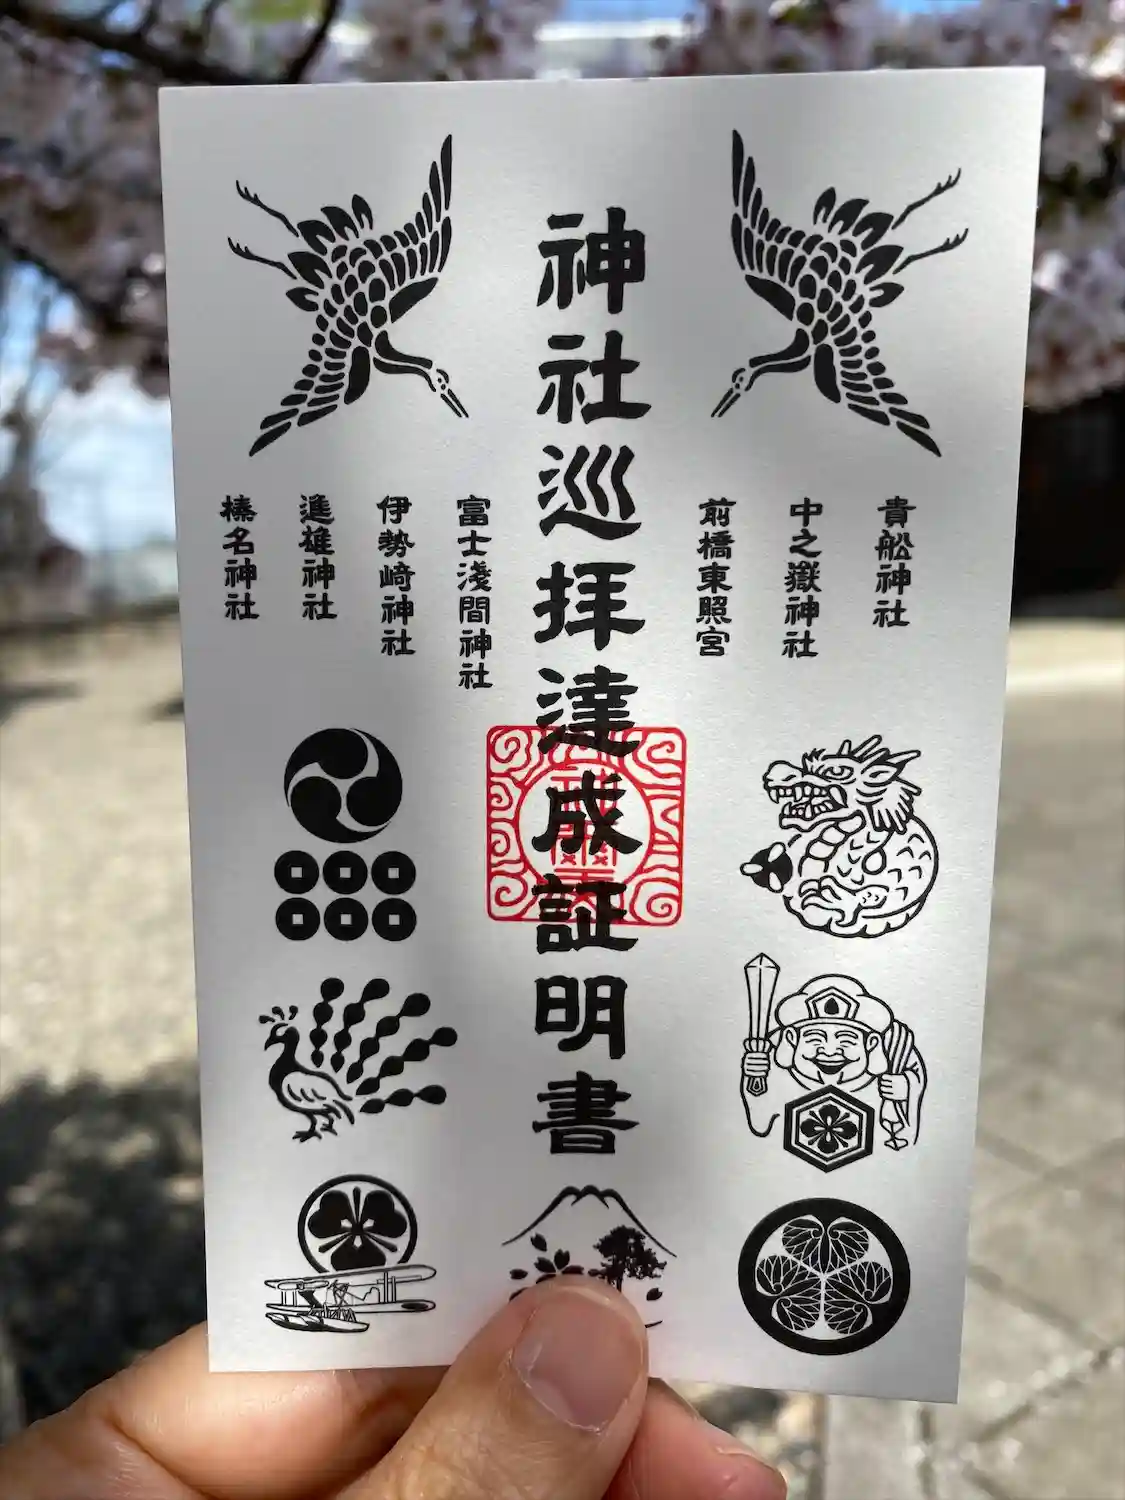 神社巡拝達成証明書
貴船神社
中之嶽神社
前橋東照宮
富士浅間神社
伊勢崎神社
進雄神社
榛名神社